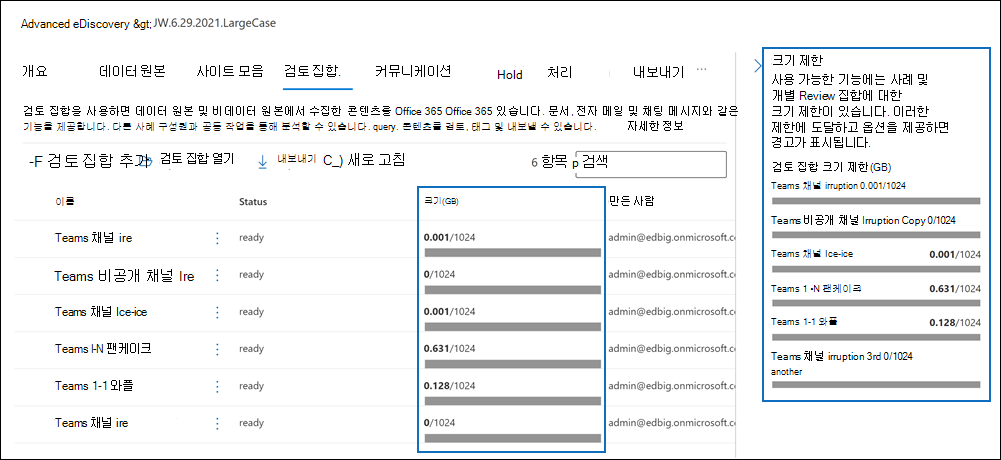 Advanced eDiscovery &gt; JW.6.29.2021.LargeCase
개요 데이터 원본 사이트 모음 검토 집합. 커뮤니케이션 Hold 처리 내보내기 ...
검토 집합을 사용하면 데이터 원본 및 비데이터 원본에서 수집한 콘텐츠를 Office 365 Office 365 있습니다. 문서, 전자 메일 및 채팅 메시지와 같은
기능을 제공합니다. 다른 사례 구성원과 공동 작업을 통해 분석할 수 있습니다. query. 콘텐츠를 검토, 태그 및 내보낼 수 있습니다. 자세한 정보
-F 검토 집합 추가 검토 집합 열기 내보내기 C_) 새로 고침 6 항목 p 검색
이름 Status 크기(GB) 만든 사람
Teams 채널 ire ready 0.001/1024 admin@edbig.onmicrosoft.cc
Teams 비공개 채널 Ire ready 0/1024 admin@edbig.onmicrosoft.cc
Teams 채널 Ice-ice ready 0.001/1024 admin@edbig.onmicrosoft.cc
Teams I-N 팬케이크 ready 0.631/1024 admin@edbig.onmicrosoft.cc
Teams 1-1 와플 ready 0.128/1024 admin@edbig.onmicrosoft.cc
Teams 채널 ire ready 0/1024 admin@edbig.onmicrosoft.cc
크기 제한
사용 가능한 기능에는 사례 및
개별 Review 집합에 대한
크기 제한이 있습니다. 이러한
제한에 도달하고 옵션을 제공하면
경고가 표시됩니다.
검토 집합 크기 제한(GB)
Teams 채널 irruption 0.001/1024
Teams 비공개 채널 Irruption Copy 0/1024
Teams 채널 Ice-ice 0.001/1024
Teams 1 •N 팬케이크 0.631/1024
Teams 1-1 와플 0.128/1024
Teams 채널 irruption 3rd 0/1024
another